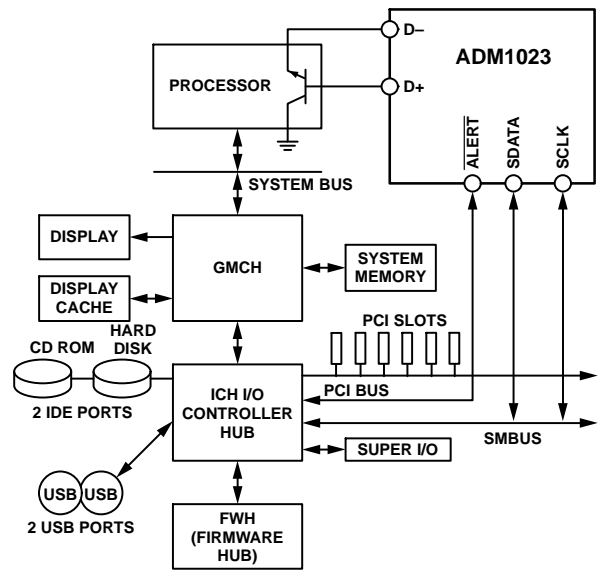 D–
ADM1023
PROCESSOR
D+
ALERT
SDATA
SCLK
SYSTEM BUS
DISPLAY
GMCH
SYSTEM
MEMORY
DISPLAY
CACHE
HARD
DISK
CD ROM
PCI SLOTS
2 IDE PORTS
ICH I/O
CONTROLLER
HUB
PCI BUS
SMBUS
SUPER I/O
USB USB
2 USB PORTS
FWH
(FIRMWARE
HUB)